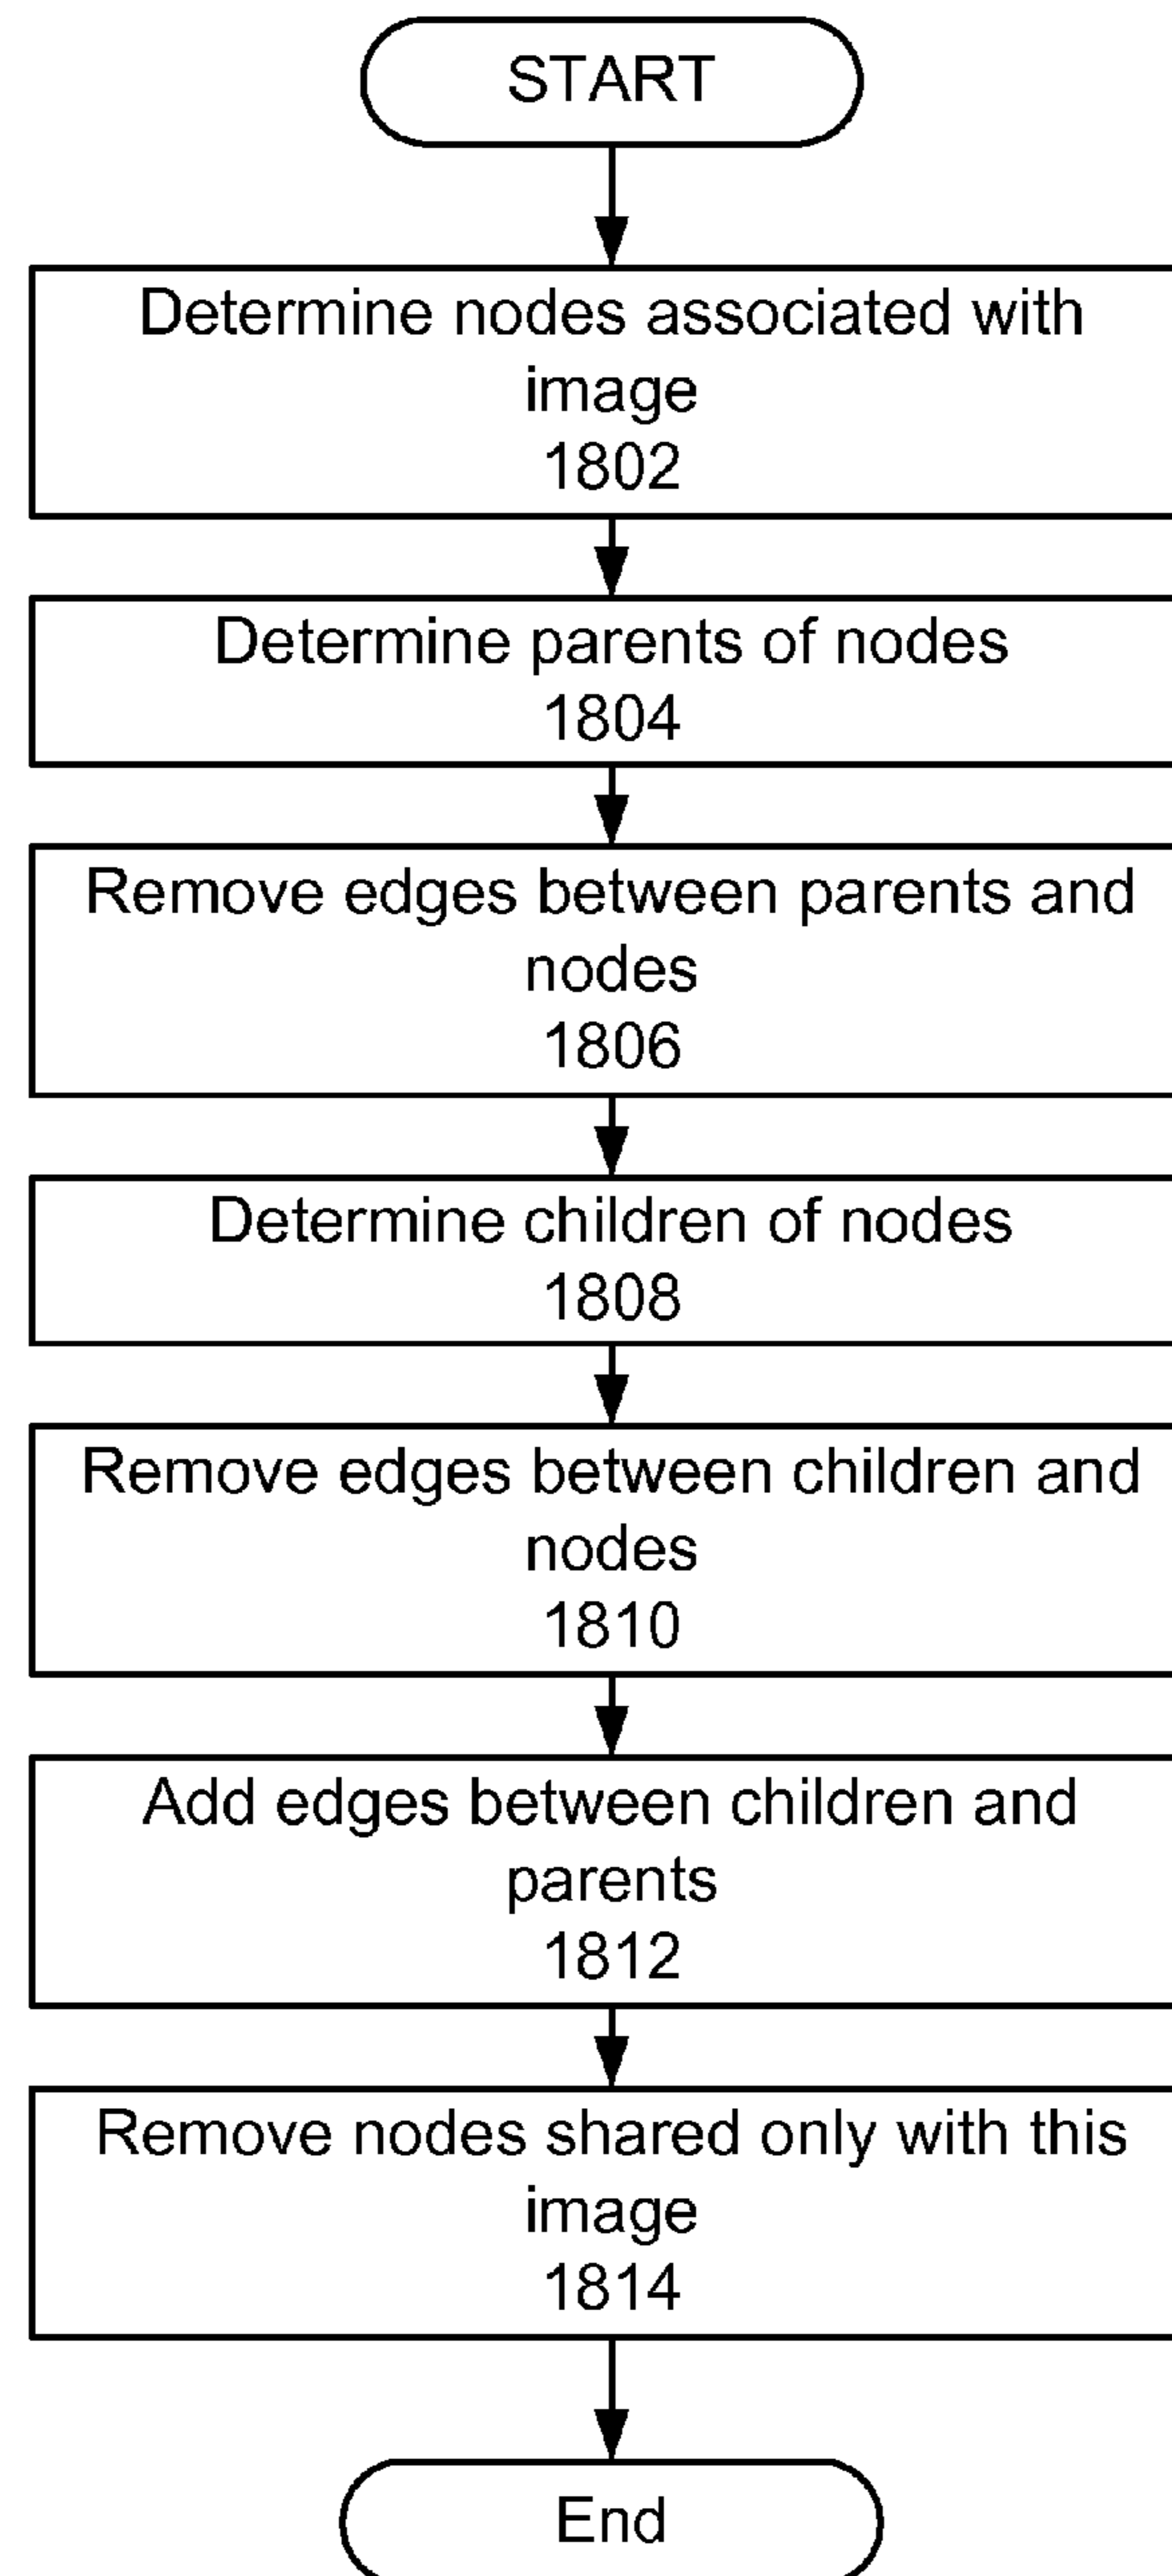 START
Determine nodes associated with
image
1802
Determine parents of nodes
1804
Remove edges between parents and
nodes
1806
Determine children of nodes
1808
Remove edges between children and
nodes
1810
Add edges between children and
parents
1812
Remove nodes shared only with this
image
1814
End